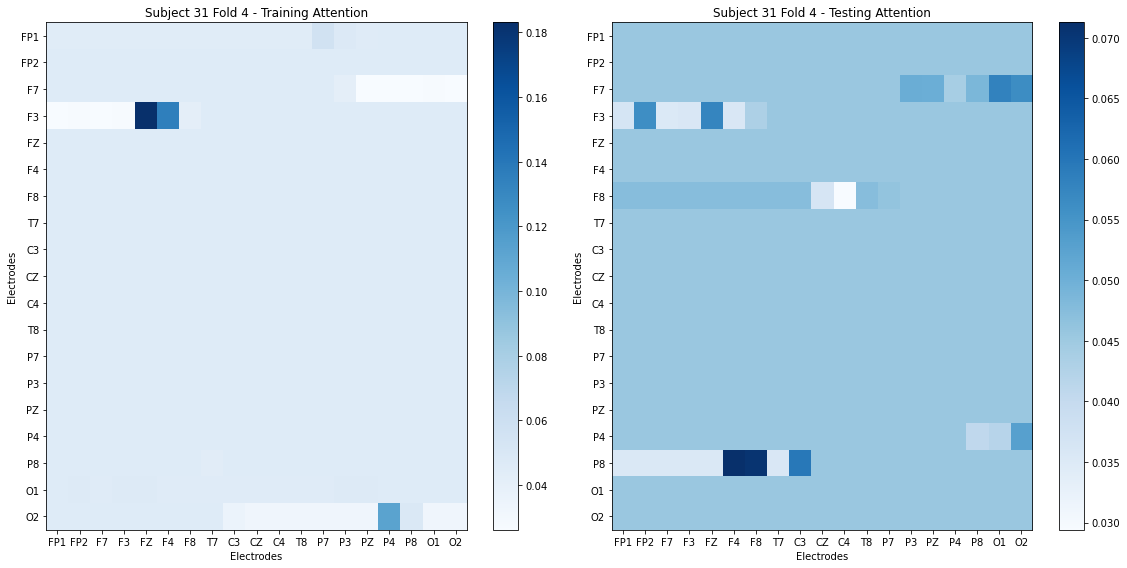 Subject 31 Fold 4 - Training Attention
FP1
FP2
F7
F3
FZ
F4
F8
T7
C3
CZ
C4
T8
P7
P3
PZ
P4
P8
O1
O2
Electrodes
FP1 FP2 F7 F3 FZ F4 F8 T7 C3 CZ C4 T8 P7 P3 PZ P4 P8 O1 O2
Electrodes
0.18
0.16
0.14
0.12
0.10
0.08
0.06
0.04
Subject 31 Fold 4 - Testing Attention
FP1
FP2
F7
F3
FZ
F4
F8
T7
C3
CZ
C4
T8
P7
P3
PZ
P4
P8
O1
O2
Electrodes
FP1 FP2 F7 F3 FZ F4 F8 T7 C3 CZ C4 T8 P7 P3 PZ P4 P8 O1 O2
Electrodes
0.070
0.065
0.060
0.055
0.050
0.045
0.040
0.035
0.030